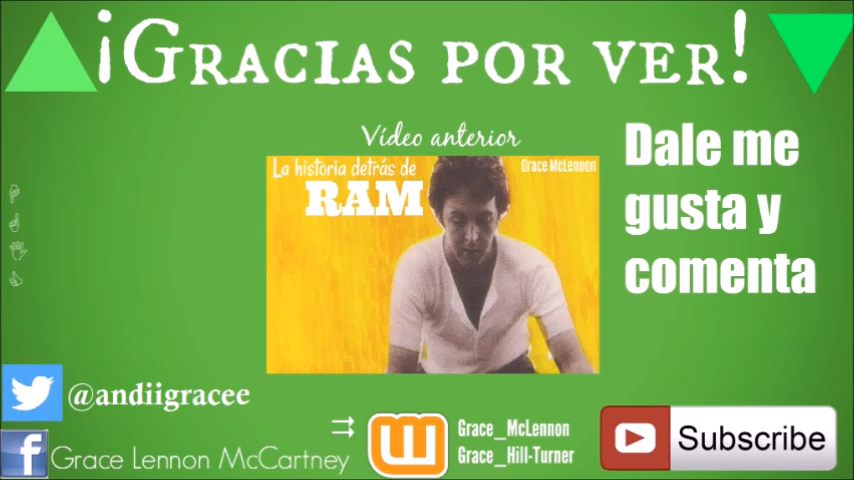 ¡Gracias por ver!
Vídeo anterior
La historia detrás de
RAM
Grace McLennon
Dale me
gusta y
comenta
@andiigracee
Grace Lennon McCartney
Grace_McLennon
Grace_Hill-Turner
Subscribe